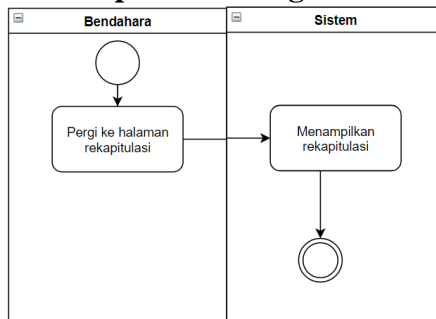 Bendahara
Sistem
Pergi ke halaman
rekapitulasi
Menampilkan
rekapitulasi